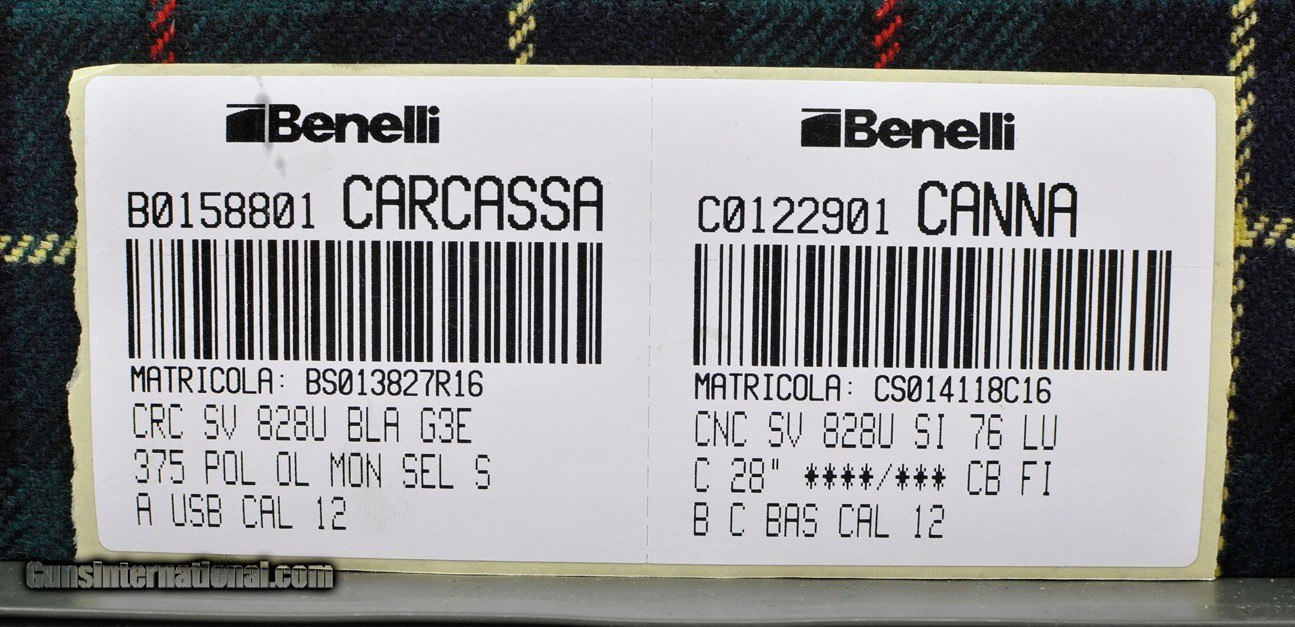 Benelli
B0158801 CARCASSA
MATRICOLA: BS013827R16
CRC SV 828U BLA G3E
375 POL OL MON SEL S
A USB CAL 12
Benelli
C0122901 CANNA
MATRICOLA: CS014118C16
CNC SV 828U SI 76 LU
C 28" ****/*** CB FI
B C BAS CAL 12
GunsInternational.com